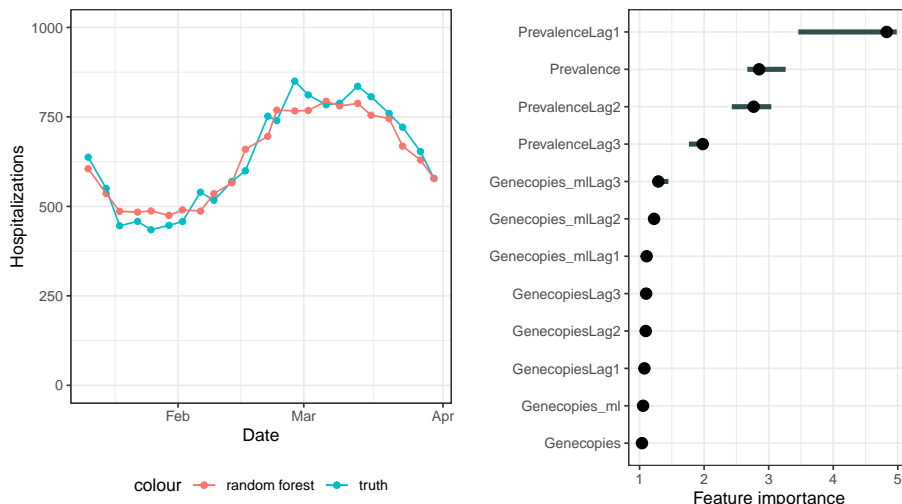 1000
750
500
250
0
Hospitalizations
Feb
Mar
Apr
Date
colour random forest truth
PrevalenceLag1
Prevalence
PrevalenceLag2
PrevalenceLag3
Genecopies_mlLag3
Genecopies_mlLag2
Genecopies_mlLag1
GenecopiesLag3
GenecopiesLag2
GenecopiesLag1
Genecopies_ml
Genecopies
1 2 3 4 5
Feature importance